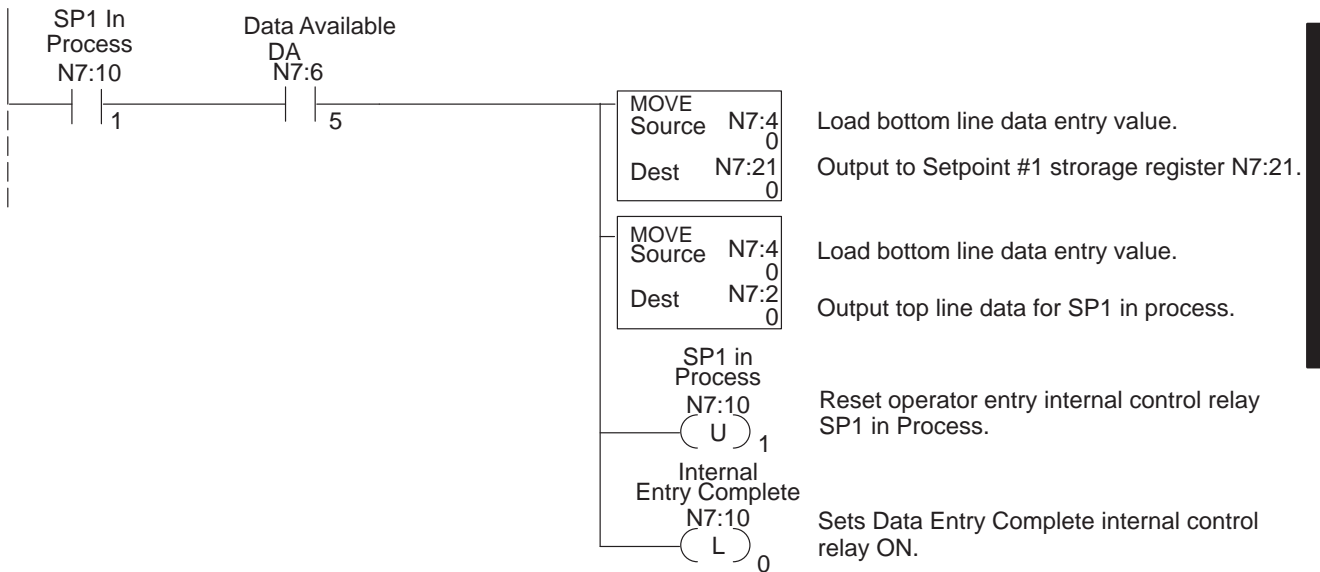 SP1 In
Process
N7:10
1
Data Available
DA
N7:6
5
MOVE
Source N7:4
0
Dest N7:21
0
Load bottom line data entry value.
Output to Setpoint #1 strorage register N7:21.
MOVE
Source N7:4
0
Dest N7:2
0
Load bottom line data entry value.
Output top line data for SP1 in process.
SP1 in
Process
N7:10
U
1
Reset operator entry internal control relay
SP1 in Process.
Internal
Entry Complete
N7:10
L
0
Sets Data Entry Complete internal control
relay ON.